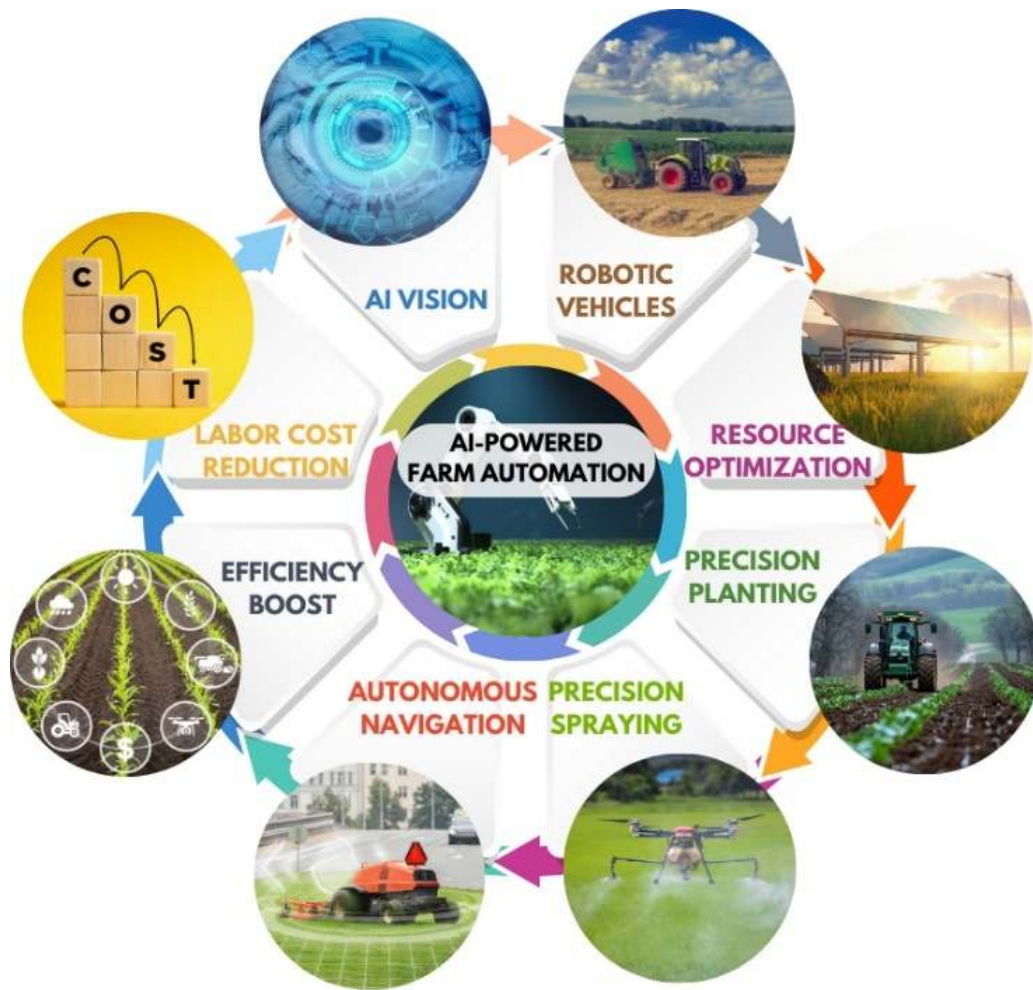 AI VISION
ROBOTIC
VEHICLES
C
O
S
T
LABOR COST
REDUCTION
AI-POWERED
FARM AUTOMATION
RESOURCE
OPTIMIZATION
EFFICIENCY
BOOST
PRECISION
PLANTING
AUTONOMOUS
NAVIGATION
PRECISION
SPRAYING
$